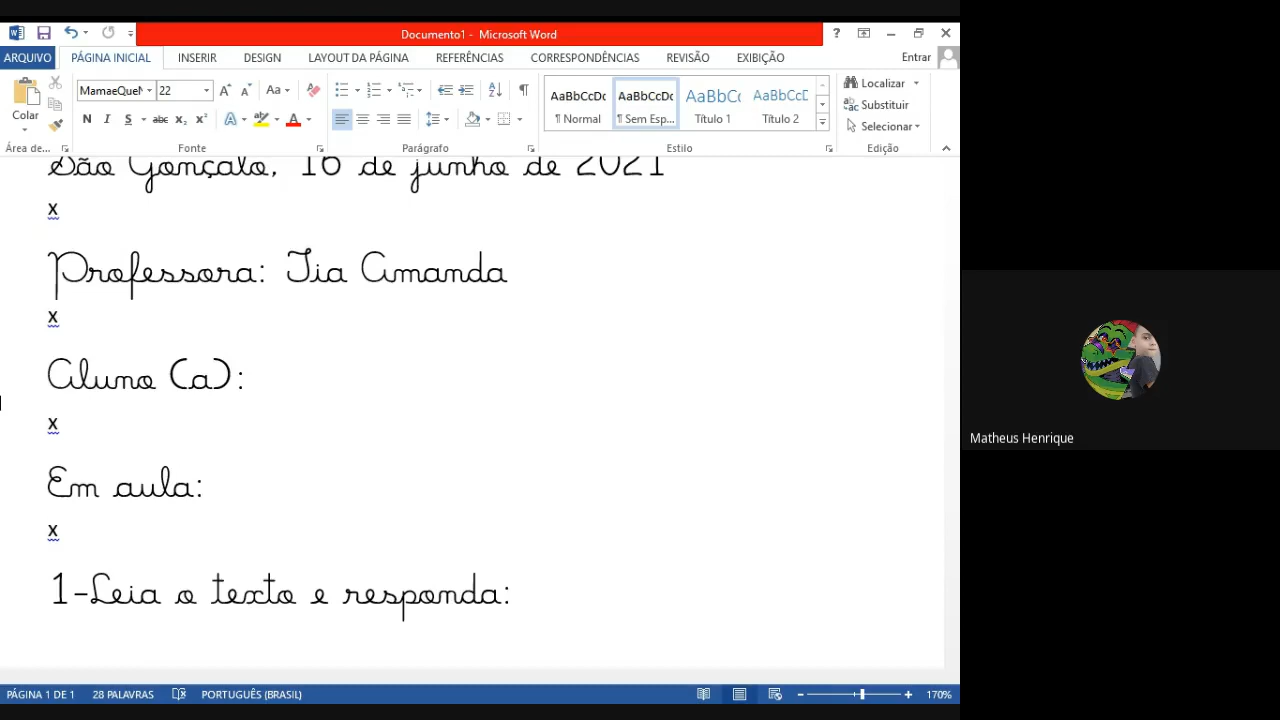 Documento1 - Microsoft Word
?
ARQUIVO PÁGINA INICIAL INSERIR DESIGN LAYOUT DA PÁGINA REFERÊNCIAS CORRESPONDÊNCIAS REVISÃO EXIBIÇÃO Entrar
Colar
MamaeQueN 22
Aa
N I S abc x₂ x² A A
AaBbCcDc AaBbCcDc AaBbC( AaBbCcD
¶ Normal ¶ Sem Esp... Título 1 Título 2
Localizar
Substituir
Selecionar
Área de... Fonte Parágrafo Estilo Edição
São Gonçalo, 16 de junho de 2021
x
Professora: Tia Amanda
x
Aluno (a):
x
Em aula:
x
1-Leia o texto e responda:
Matheus Henrique
PÁGINA 1 DE 1 28 PALAVRAS PORTUGUÊS (BRASIL) 170%